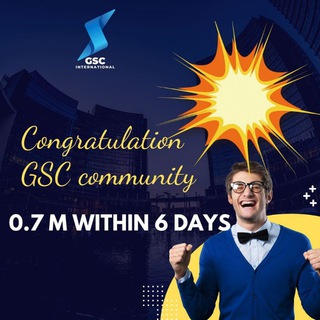 GSC
INTERNATIONAL
Congratulation
GSC community
0.7 M WITHIN 6 DAYS